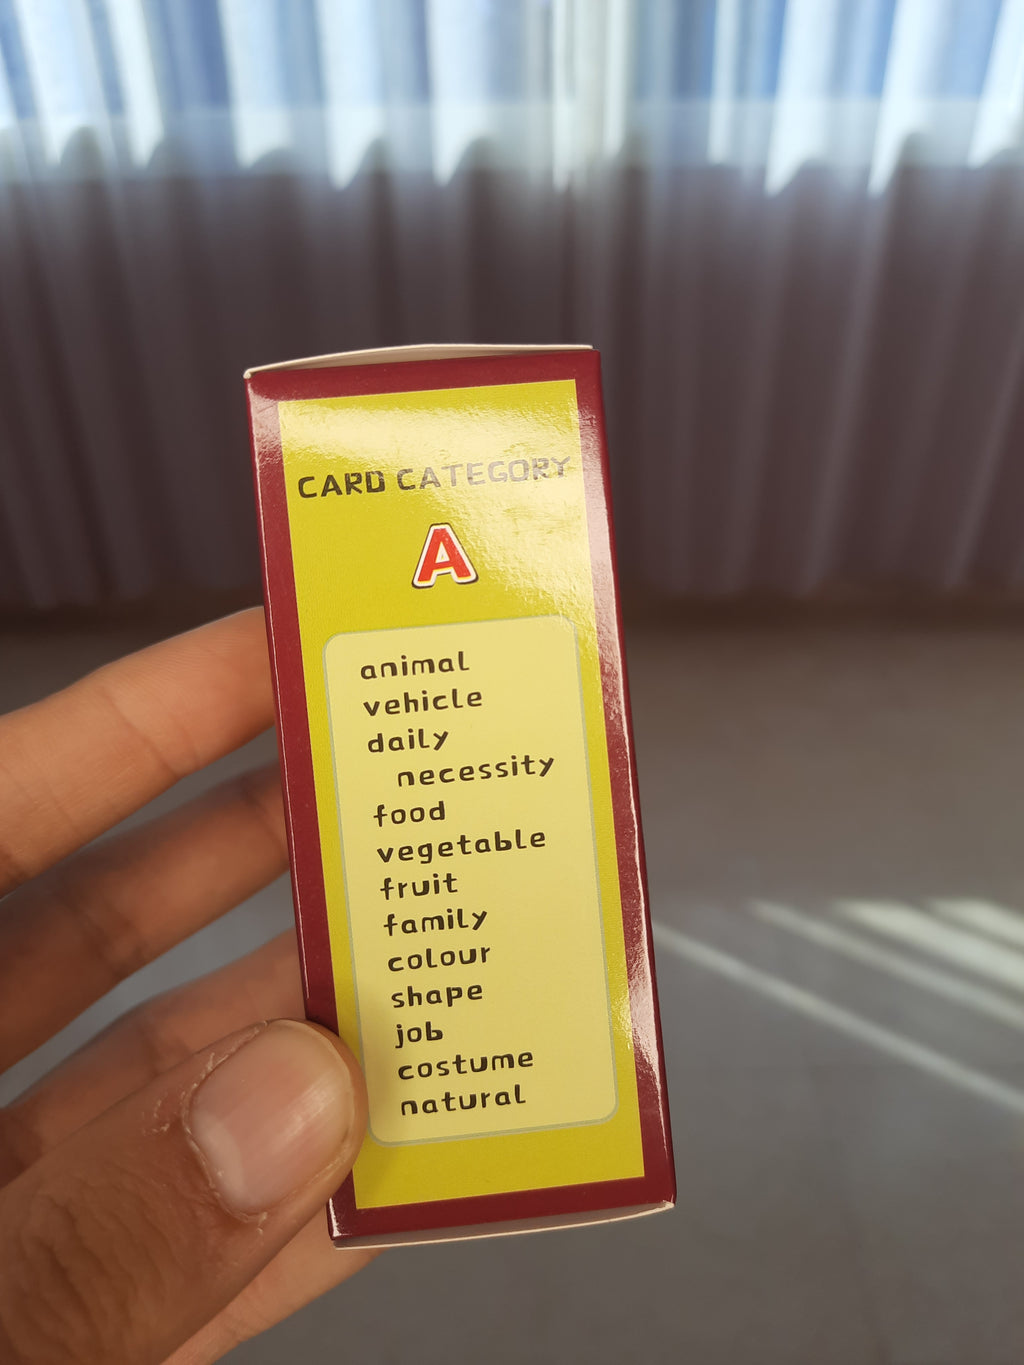 CARD CATEGORY
A
animal
vehicle
daily
necessity
food
vegetable
fruit
family
colour
shape
job
costume
natural